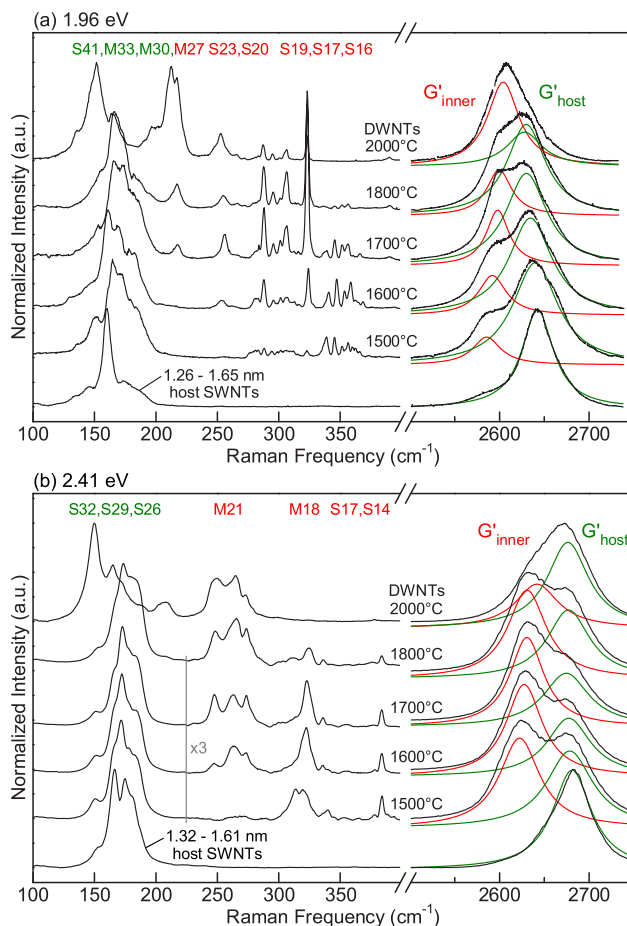 (a) 1.96 eV
S41,M33,M30,M27 S23,S20 S19,S17,S16
G'inner
G'host
DWNTs
2000°C
1800°C
1700°C
1600°C
1500°C
1.26 - 1.65 nm
host SWNTs
Normalized Intensity (a.u.)
100 150 200 250 300 350 2600 2700
Raman Frequency (cm-1)
(b) 2.41 eV
S32,S29,S26 M21 M18 S17,S14
G'inner
G'host
DWNTs
2000°C
1800°C
1700°C
x3
1600°C
1500°C
1.32 - 1.61 nm
host SWNTs
Normalized Intensity (a.u.)
100 150 200 250 300 350 2600 2700
Raman Frequency (cm-1)